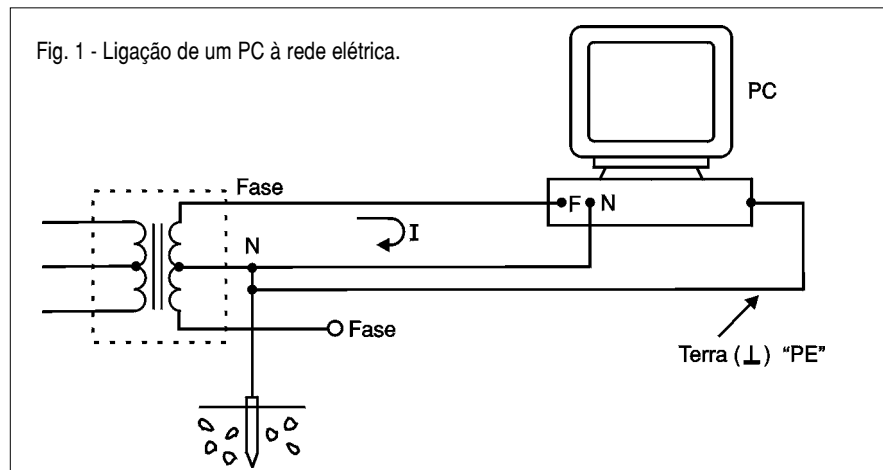 Fig. 1 - Ligação de um PC à rede elétrica.
PC
Fase
F N
I
N
Fase
Terra (⊥) “PE”